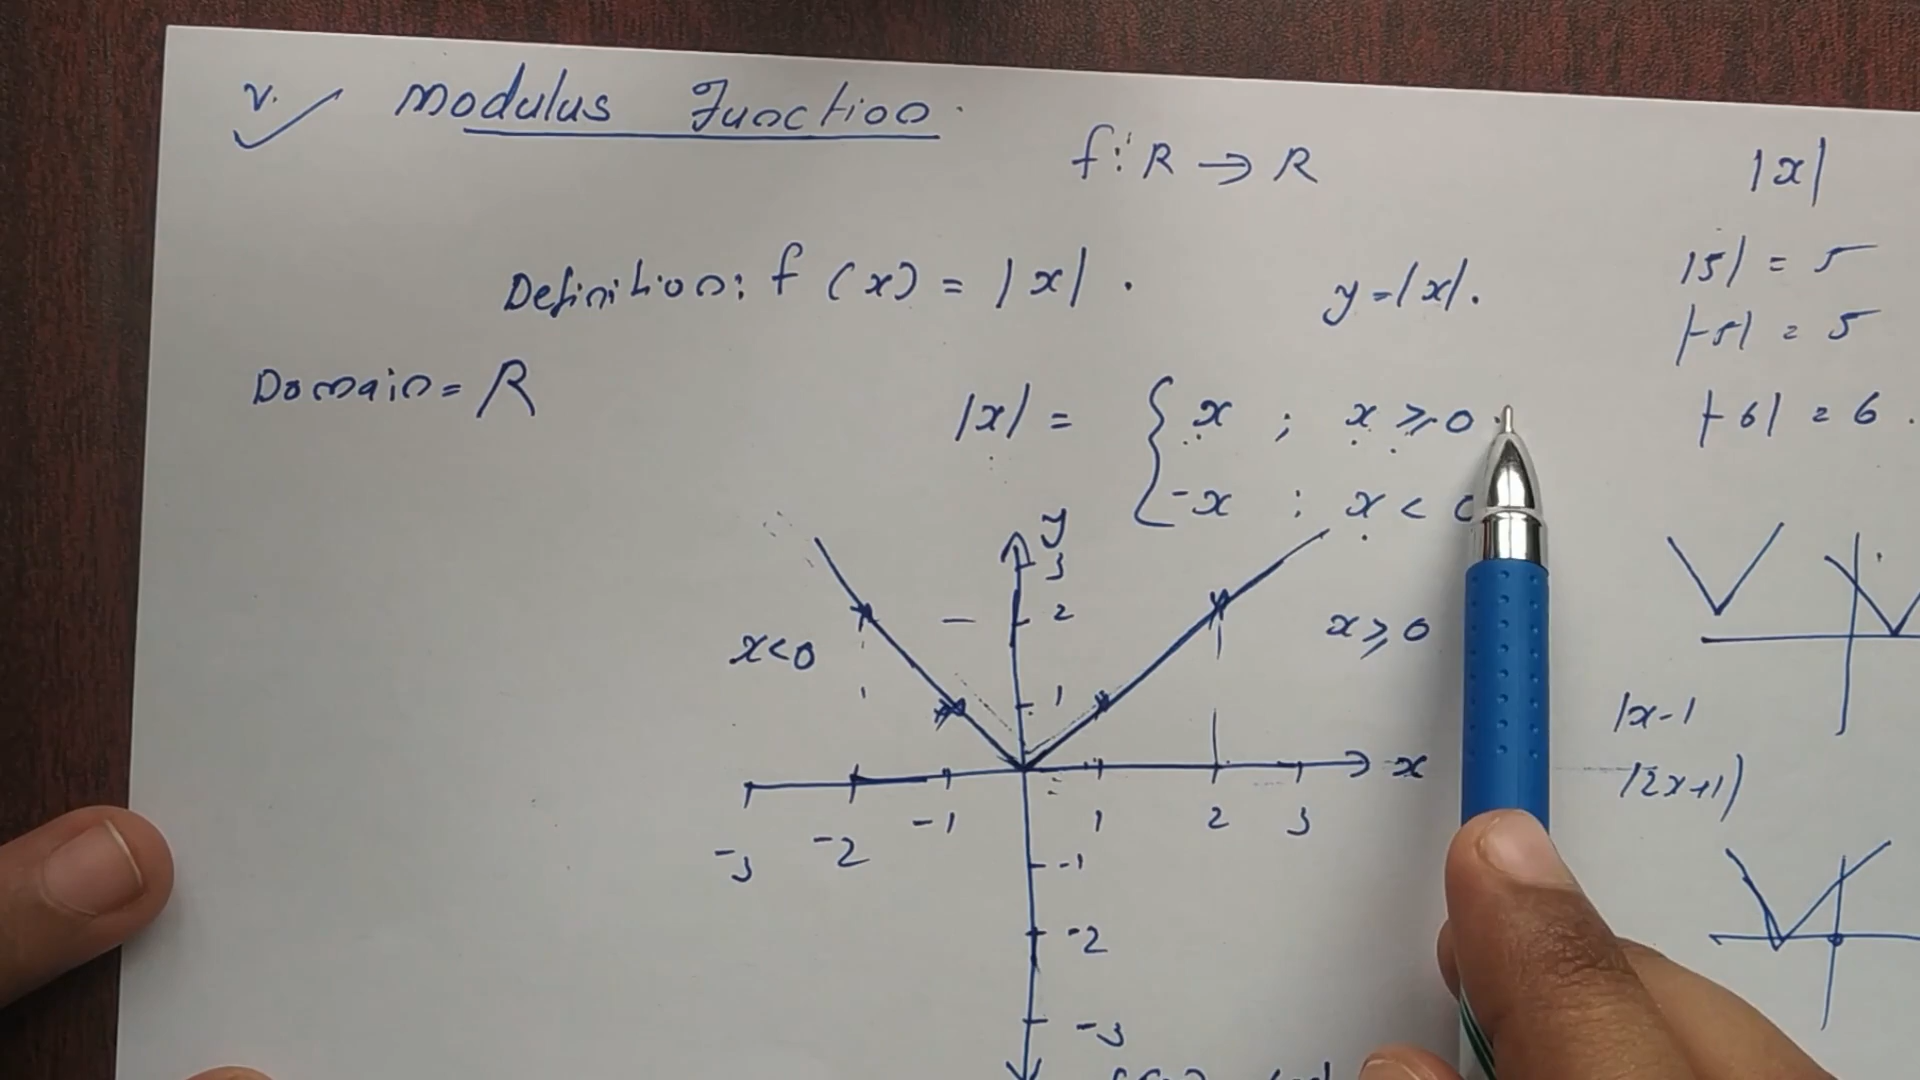 v. Modulus Function.
f: R → R
Definition: f(x) = |x|.
y = |x|.
Domain = R
|x| = { x ; x ≥ 0
-x : x <
|x|
|5| = 5
|-5| = 5
|-6| = 6.
y
3
2
1
x<0
x ≥ 0
x
-3 -2 -1 1 2 3
-1
-2
-3
|x-1
|2x+1|